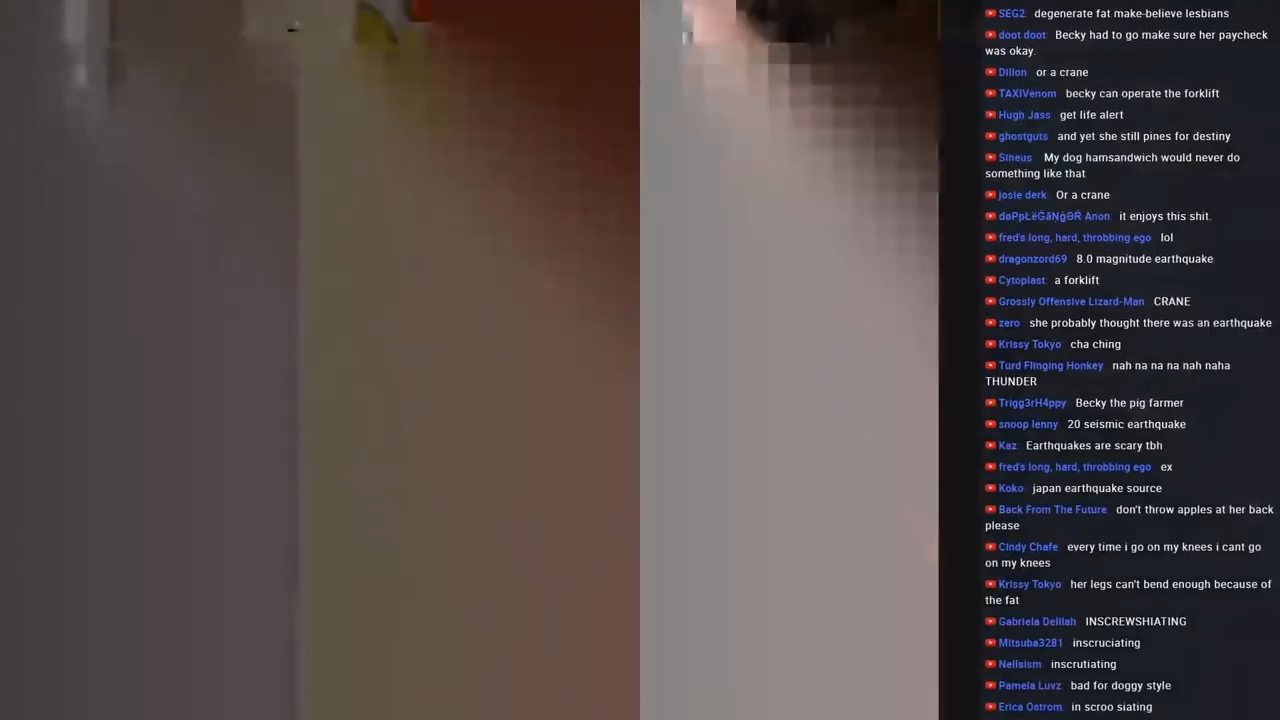 SEG2 degenerate fat make-believe lesbians
doot doot Becky had to go make sure her paycheck
was okay.
Dillon or a crane
TAXIVenom becky can operate the forklift
Hugh Jass get life alert
ghostguts and yet she still pines for destiny
Sineus My dog hamsandwich would never do
something like that
josie derk Or a crane
Anon it enjoys this shit.
fred's long, hard, throbbing ego lol
dragonzord69 8.0 magnitude earthquake
Cytoplast a forklift
Grossly Offensive Lizard-Man CRANE
zero she probably thought there was an earthquake
Krissy Tokyo cha ching
Turd Flinging Honkey nah na na na nah naha
THUNDER
Trigg3rH4ppy Becky the pig farmer
snoop lenny 20 seismic earthquake
Kaz Earthquakes are scary tbh
fred's long, hard, throbbing ego ex
Koko japan earthquake source
Back From The Future don't throw apples at her back
please
Cindy Chafe every time i go on my knees i cant go
on my knees
Krissy Tokyo her legs can't bend enough because of
the fat
Gabriela Delilah INSCREWSHIATING
Mitsuba3281 inscruciating
Nellsism inscrutiating
Pamela Luvz bad for doggy style
Erica Ostrom in scroo siating